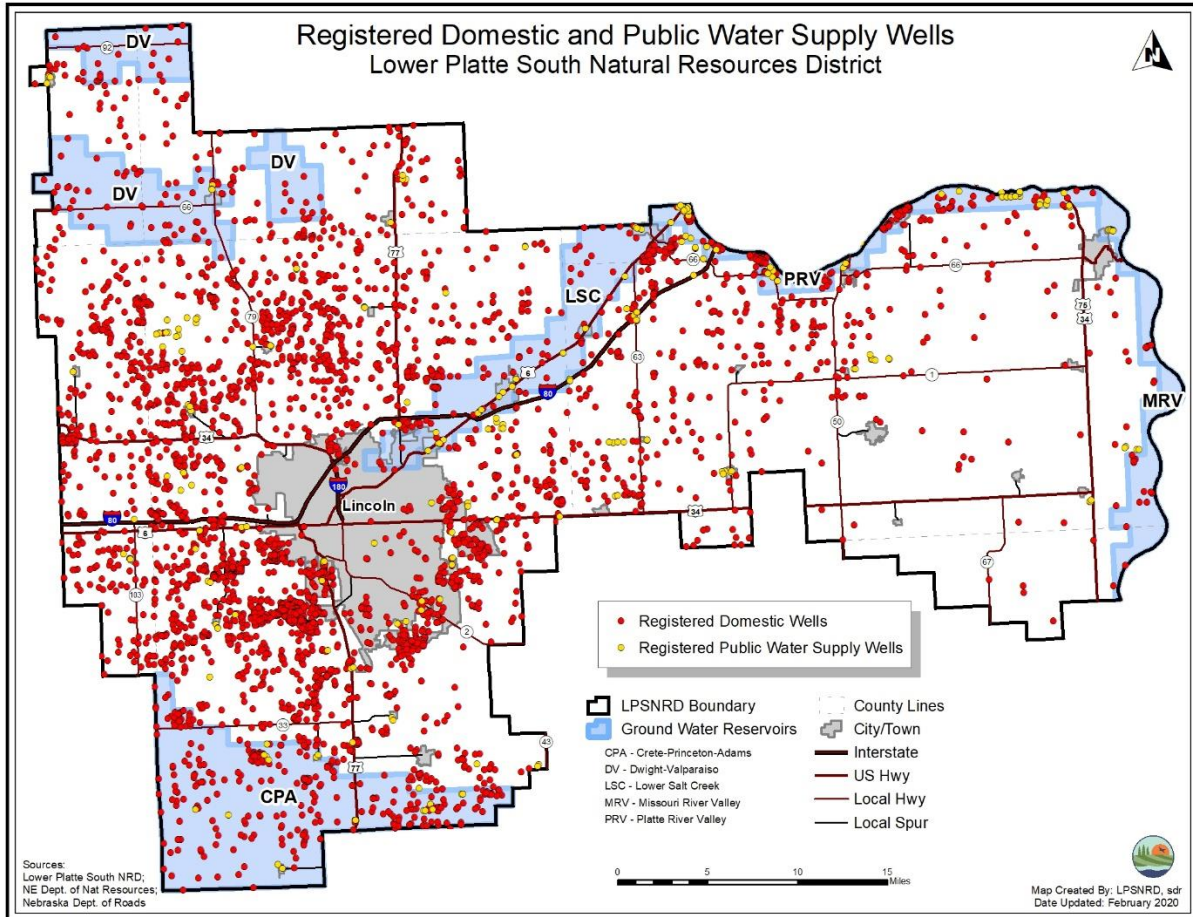 Registered Domestic and Public Water Supply Wells
Lower Platte South Natural Resources District
N
DV
92
DV
DV
66
77
79
LSC
66
PRV
66
75
34
6
63
80
1
MRV
50
34
180
Lincoln
80
6
34
67
103
2
33
43
77
CPA
Registered Domestic Wells
Registered Public Water Supply Wells
LPSNRD Boundary
Ground Water Reservoirs
CPA - Crete-Princeton-Adams
DV - Dwight-Valparaiso
LSC - Lower Salt Creek
MRV - Missouri River Valley
PRV - Platte River Valley
County Lines
City/Town
Interstate
US Hwy
Local Hwy
Local Spur
0 5 10 15
Miles
Sources:
Lower Platte South NRD;
NE Dept. of Nat Resources;
Nebraska Dept. of Roads
Map Created By: LPSNRD, sdr
Date Updated: February 2020